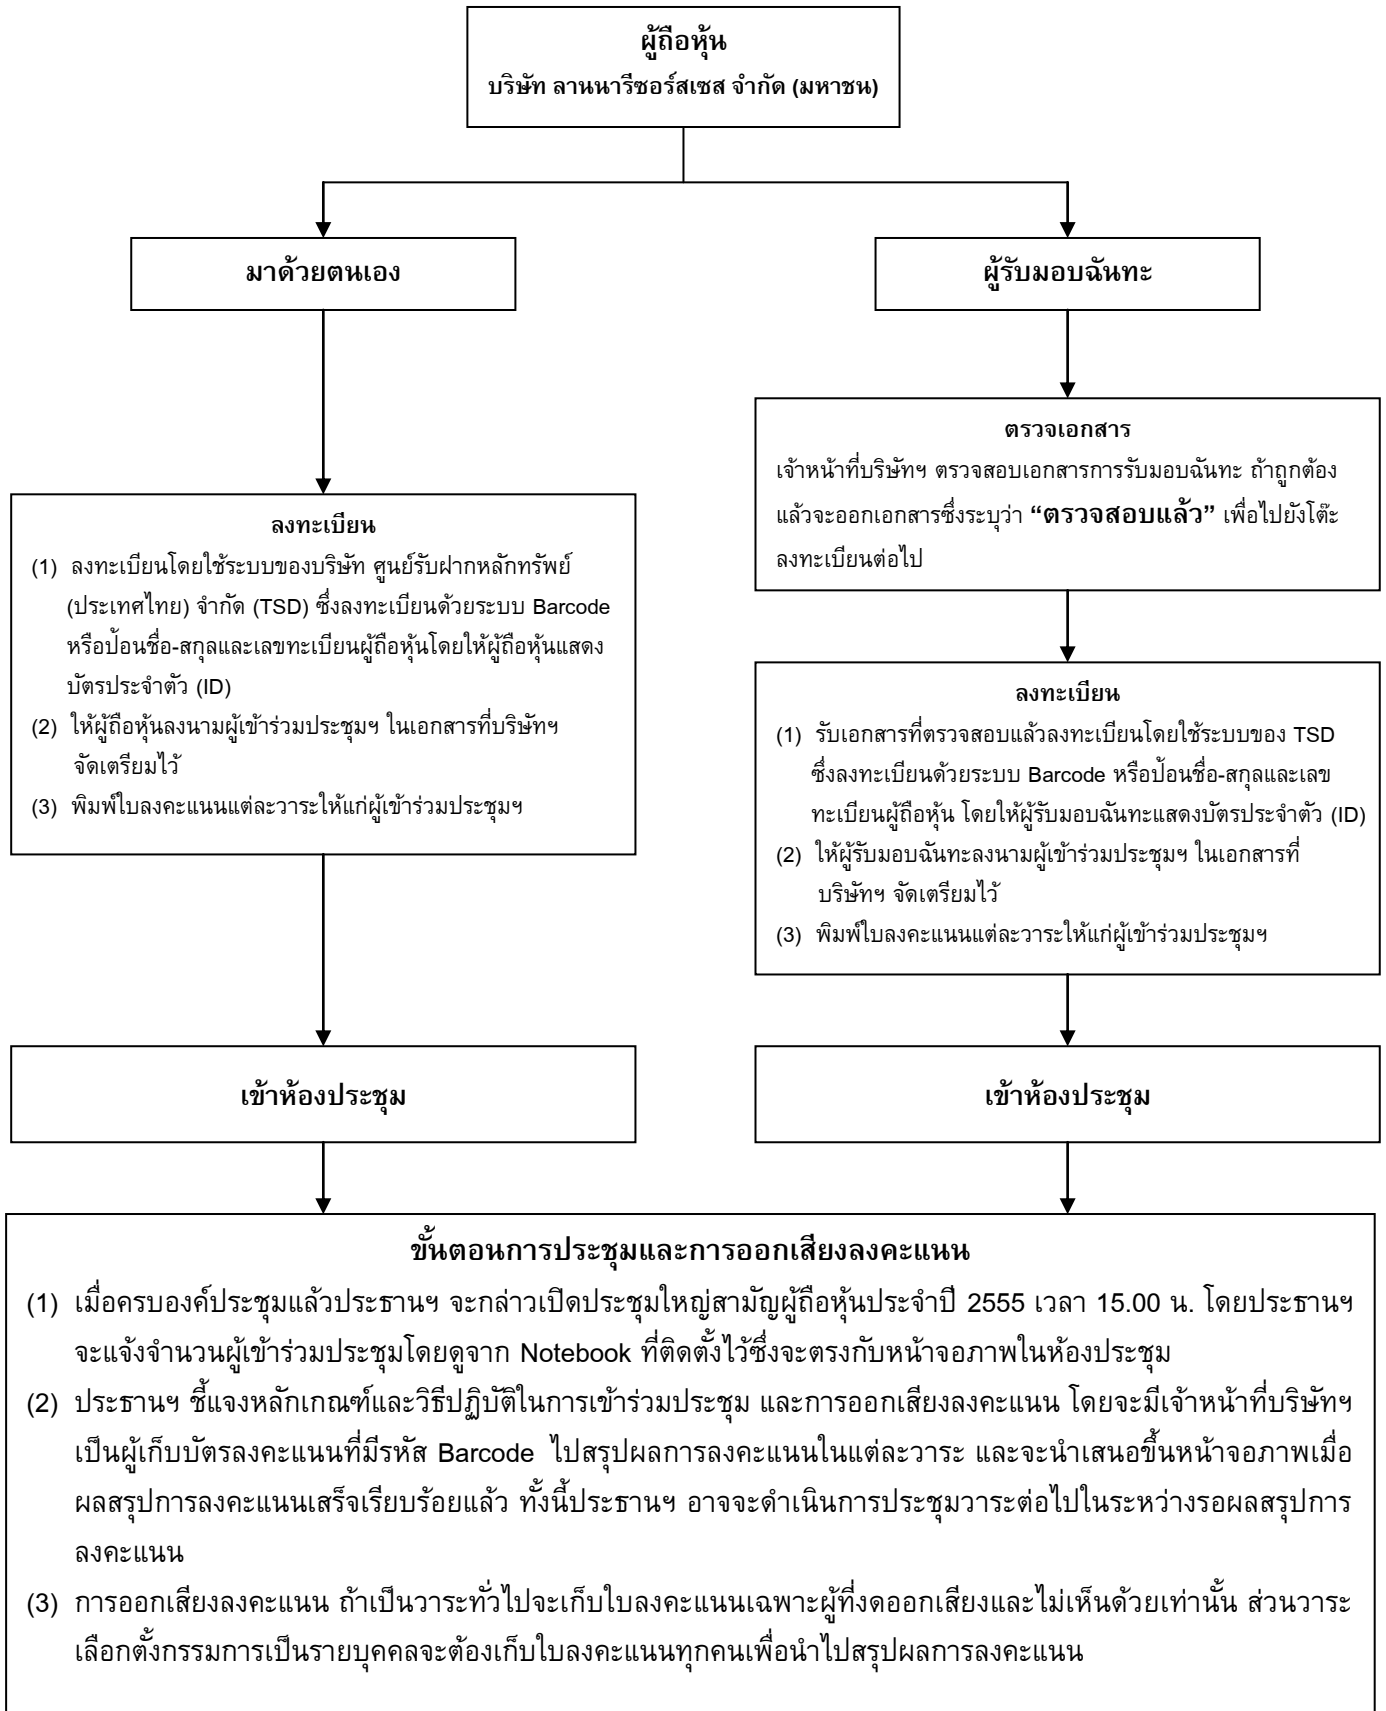 ผู้ถือหุ้น
บริษัท ลานนารีซอร์สเซส จำกัด (มหาชน)
มาด้วยตนเอง
ผู้รับมอบฉันทะ
ตรวจเอกสาร
เจ้าหน้าที่บริษัทฯ ตรวจสอบเอกสารการรับมอบฉันทะ ถ้าถูกต้อง
แล้วจะออกเอกสารซึ่งระบุว่า “ตรวจสอบแล้ว” เพื่อไปยังโต๊ะ
ลงทะเบียนต่อไป
ลงทะเบียน
(1) ลงทะเบียนโดยใช้ระบบของบริษัท ศูนย์รับฝากหลักทรัพย์
(ประเทศไทย) จำกัด (TSD) ซึ่งลงทะเบียนด้วยระบบ Barcode
หรือป้อนชื่อ-สกุลและเลขทะเบียนผู้ถือหุ้นโดยให้ผู้ถือหุ้นแสดง
บัตรประจำตัว (ID)
(2) ให้ผู้ถือหุ้นลงนามผู้เข้าร่วมประชุมฯ ในเอกสารที่บริษัทฯ
จัดเตรียมไว้
(3) พิมพ์ใบลงคะแนนแต่ละวาระให้แก่ผู้เข้าร่วมประชุมฯ
ลงทะเบียน
(1) รับเอกสารที่ตรวจสอบแล้วลงทะเบียนโดยใช้ระบบของ TSD
ซึ่งลงทะเบียนด้วยระบบ Barcode หรือป้อนชื่อ-สกุลและเลข
ทะเบียนผู้ถือหุ้น โดยให้ผู้รับมอบฉันทะแสดงบัตรประจำตัว (ID)
(2) ให้ผู้รับมอบฉันทะลงนามผู้เข้าร่วมประชุมฯ ในเอกสารที่
บริษัทฯ จัดเตรียมไว้
(3) พิมพ์ใบลงคะแนนแต่ละวาระให้แก่ผู้เข้าร่วมประชุมฯ
เข้าห้องประชุม
เข้าห้องประชุม
ขั้นตอนการประชุมและการออกเสียงลงคะแนน
(1) เมื่อครบองค์ประชุมแล้วประธานฯ จะกล่าวเปิดประชุมใหญ่สามัญผู้ถือหุ้นประจำปี 2555 เวลา 15.00 น. โดยประธานฯ
จะแจ้งจำนวนผู้เข้าร่วมประชุมโดยดูจาก Notebook ที่ติดตั้งไว้ซึ่งจะตรงกับหน้าจอภาพในห้องประชุม
(2) ประธานฯ ชี้แจงหลักเกณฑ์และวิธีปฏิบัติในการเข้าร่วมประชุม และการออกเสียงลงคะแนน โดยจะมีเจ้าหน้าที่บริษัทฯ
เป็นผู้เก็บบัตรลงคะแนนที่มีรหัส Barcode ไปสรุปผลการลงคะแนนในแต่ละวาระ และจะนำเสนอขึ้นหน้าจอภาพเมื่อ
ผลสรุปการลงคะแนนเสร็จเรียบร้อยแล้ว ทั้งนี้ประธานฯ อาจจะดำเนินการประชุมวาระต่อไปในระหว่างรอผลสรุปการ
ลงคะแนน
(3) การออกเสียงลงคะแนน ถ้าเป็นวาระทั่วไปจะเก็บใบลงคะแนนเฉพาะผู้ที่งดออกเสียงและไม่เห็นด้วยเท่านั้น ส่วนวาระ
เลือกตั้งกรรมการเป็นรายบุคคลจะต้องเก็บใบลงคะแนนทุกคนเพื่อนำไปสรุปผลการลงคะแนน